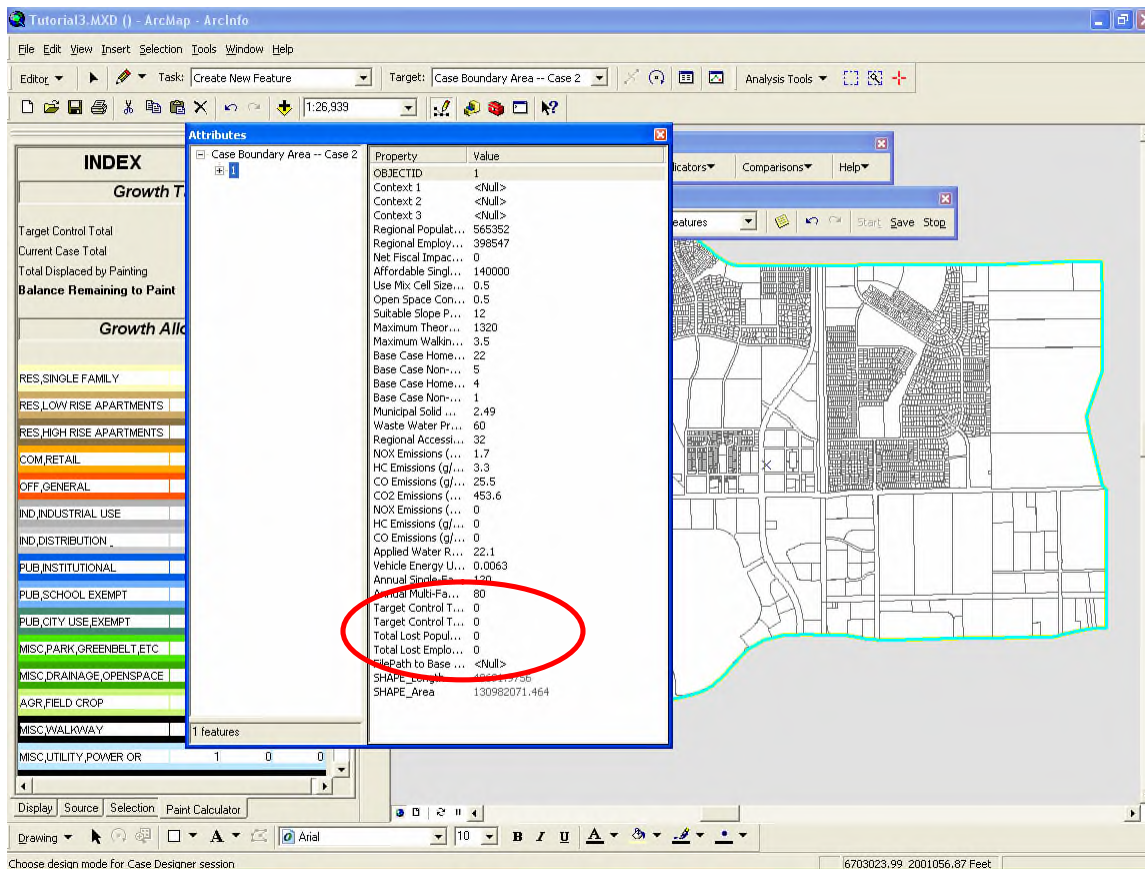 Tutorial3.MXD () - ArcMap - ArcInfo
File Edit View Insert Selection Tools Window Help
Editor Task: Create New Feature Target: Case Boundary Area -- Case 2 Analysis Tools
1:26,939
Attributes
Case Boundary Area -- Case 2
1
1 features
Property Value
OBJECTID 1
Context 1 <Null>
Context 2 <Null>
Context 3 <Null>
Regional Populat... 565352
Regional Employ... 398547
Net Fiscal Impac... 0
Affordable Singl... 140000
Use Mix Cell Size... 0.5
Open Space Con... 0.5
Suitable Slope P... 12
Maximum Theor... 1320
Maximum Walkin... 3.5
Base Case Home... 22
Base Case Non-... 5
Base Case Home... 4
Base Case Non-... 1
Municipal Solid ... 2.49
Waste Water Pr... 60
Regional Accessi... 32
NOX Emissions (... 1.7
HC Emissions (g/... 3.3
CO Emissions (g/... 25.5
CO2 Emissions (... 453.6
NOX Emissions (... 0
HC Emissions (g/... 0
CO Emissions (g/... 0
Applied Water R... 22.1
Vehicle Energy U... 0.0063
Annual Single-Fa... 120
Annual Multi-Fa... 80
Target Control T... 0
Target Control T... 0
Total Lost Popul... 0
Total Lost Emplo... 0
FilePath to Base ... <Null>
SHAPE_Length
SHAPE_Area 130982071.464
icators Comparisons Help
eatures Start Save Stop
INDEX
Growth T
Target Control Total
Current Case Total
Total Displaced by Painting
Balance Remaining to Paint
Growth Allo
RES,SINGLE FAMILY
RES,LOW RISE APARTMENTS
RES,HIGH RISE APARTMENTS
COM,RETAIL
OFF,GENERAL
IND,INDUSTRIAL USE
IND,DISTRIBUTION _
PUB,INSTITUTIONAL
PUB,SCHOOL EXEMPT
PUB,CITY USE,EXEMPT
MISC,PARK,GREENBELT,ETC
MISC,DRAINAGE,OPENSPACE
AGR,FIELD CROP
MISC,WALKWAY
MISC,UTILITY,POWER OR 1 0 0
Display Source Selection Paint Calculator
Drawing A Arial 10 B I U A
Choose design mode for Case Designer session 6703023.99 2001056.87 Feet